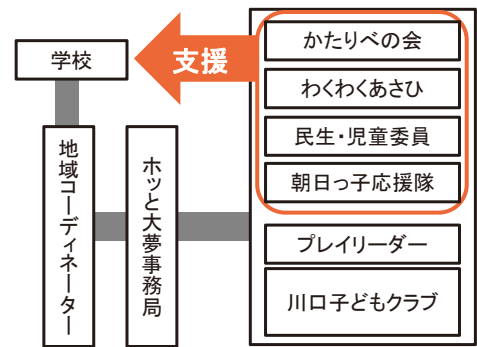 学校
支援
かたりべの会
わくわくあさひ
民生・児童委員
朝日っ子応援隊
プレイリーダー
川口子どもクラブ
地域コーディネーター
ホッと大夢事務局